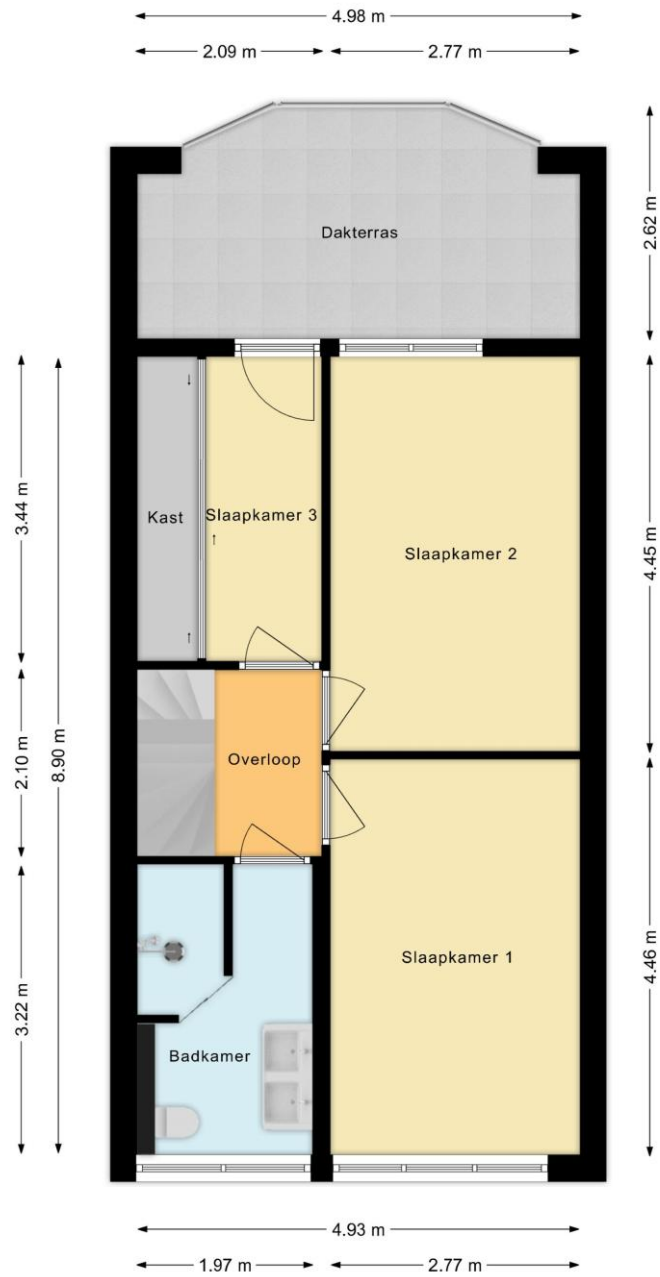 4.98 m
2.09 m
2.77 m
Dakterras
2.62 m
Kast
Slaapkamer 3
Slaapkamer 2
3.44 m
4.45 m
8.90 m
2.10 m
Overloop
Slaapkamer 1
4.46 m
3.22 m
Badkamer
4.93 m
1.97 m
2.77 m